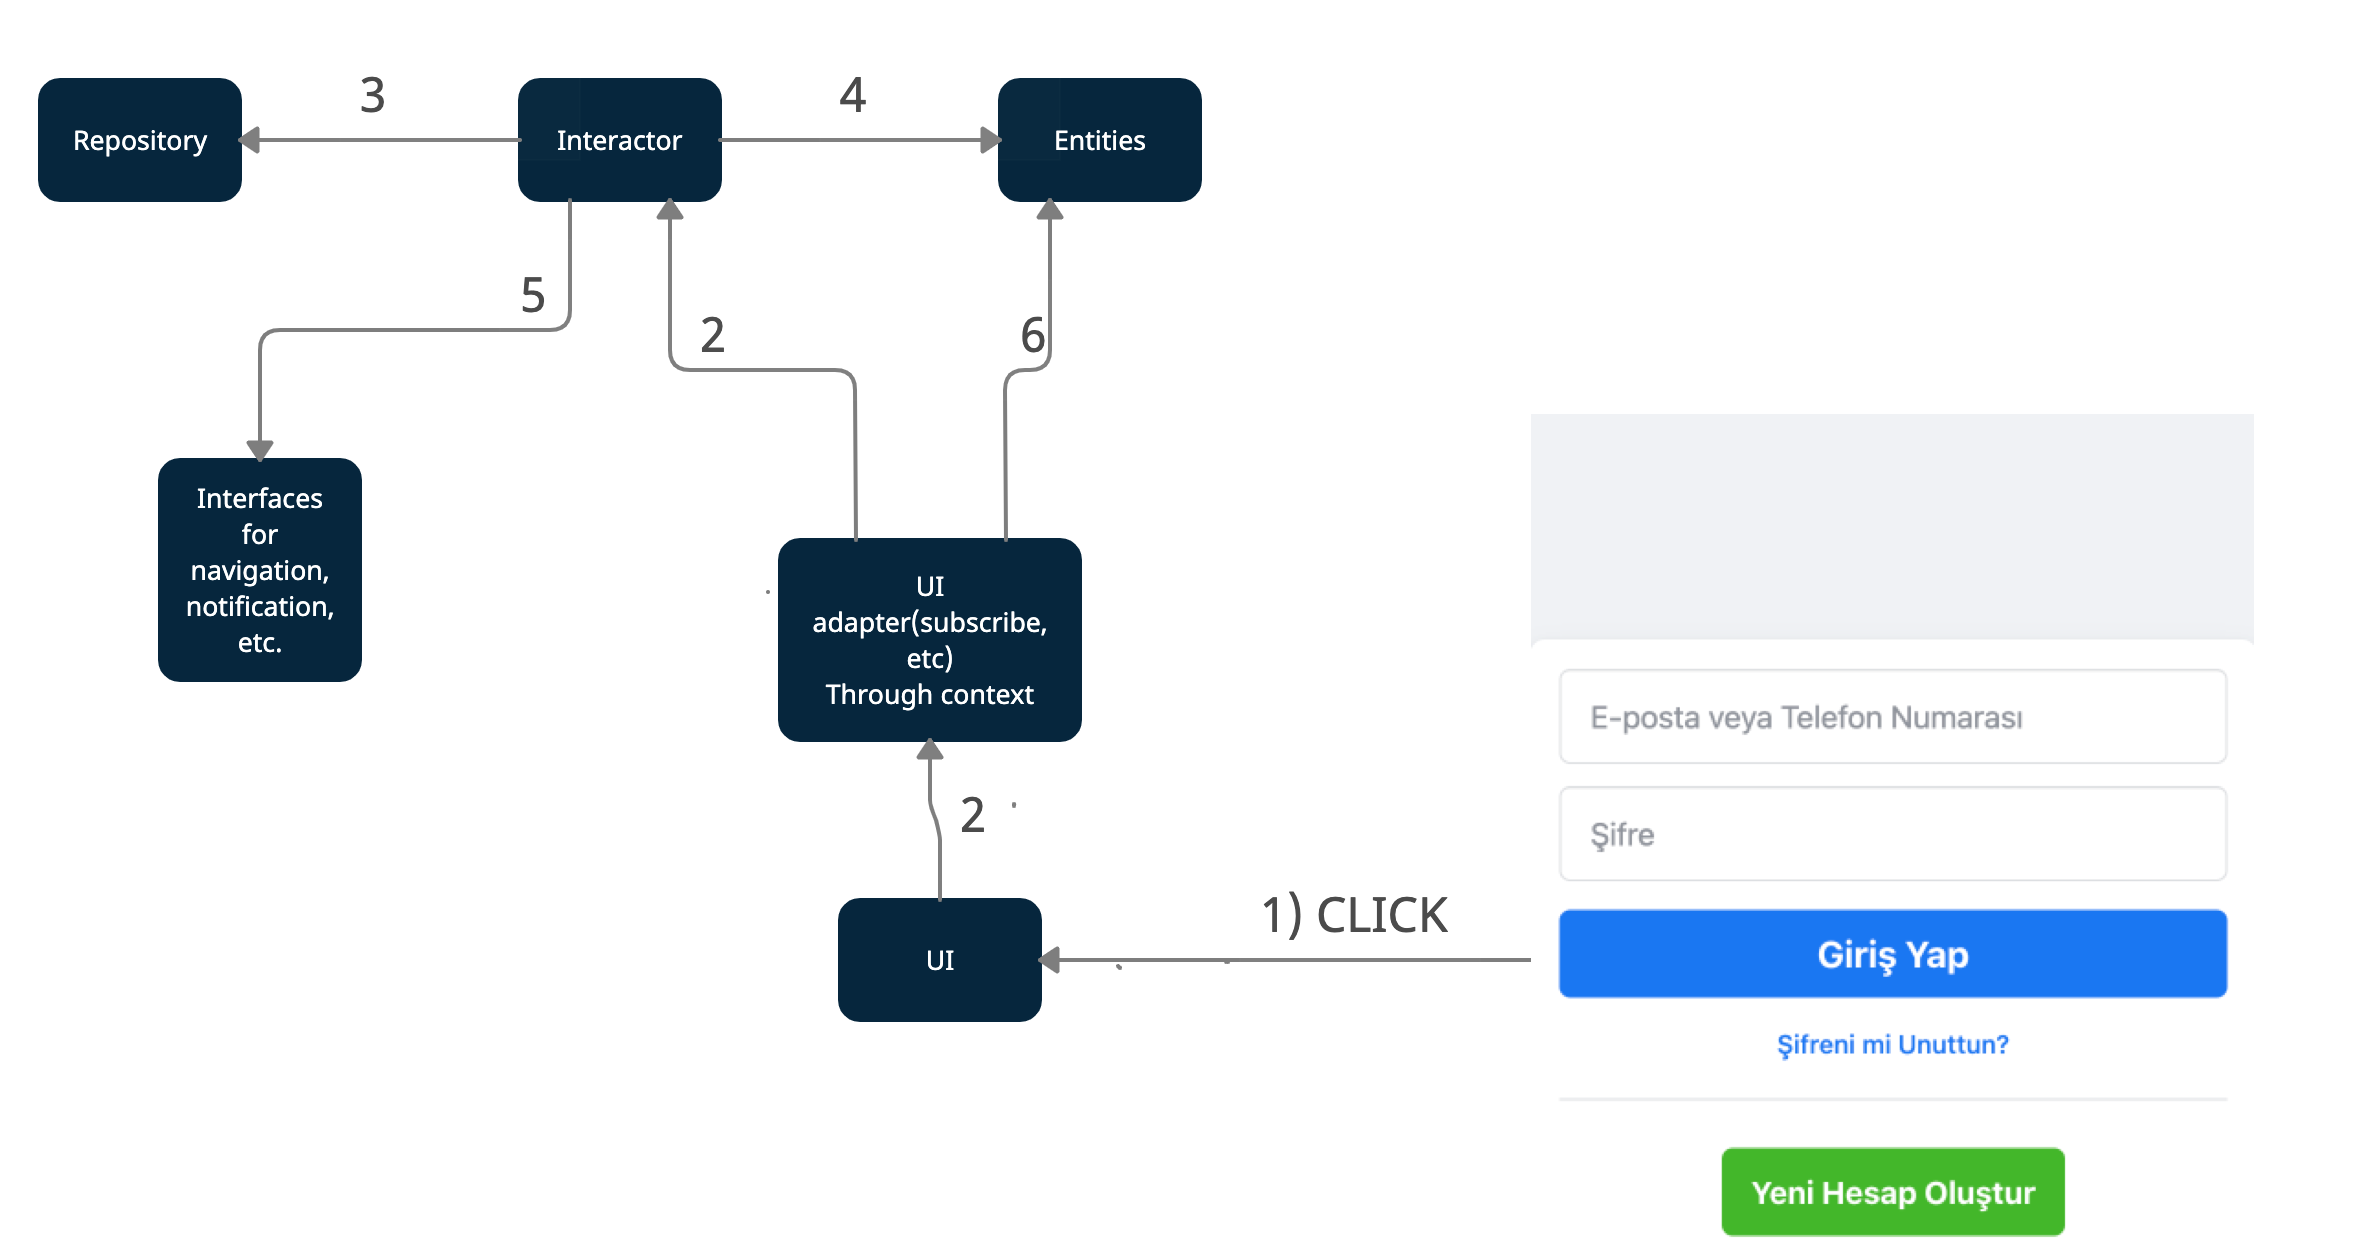 3
4
Repository
Interactor
Entities
5
2
6
Interfaces
for
navigation,
notification,
etc.
UI
adapter(subscribe,
etc)
Through context
2
UI
1) CLICK
E-posta veya Telefon Numarası
Şifre
Giriş Yap
Şifreni mi Unuttun?
Yeni Hesap Oluştur